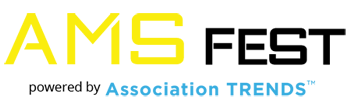 AMS FEST
powered by Association TRENDS™